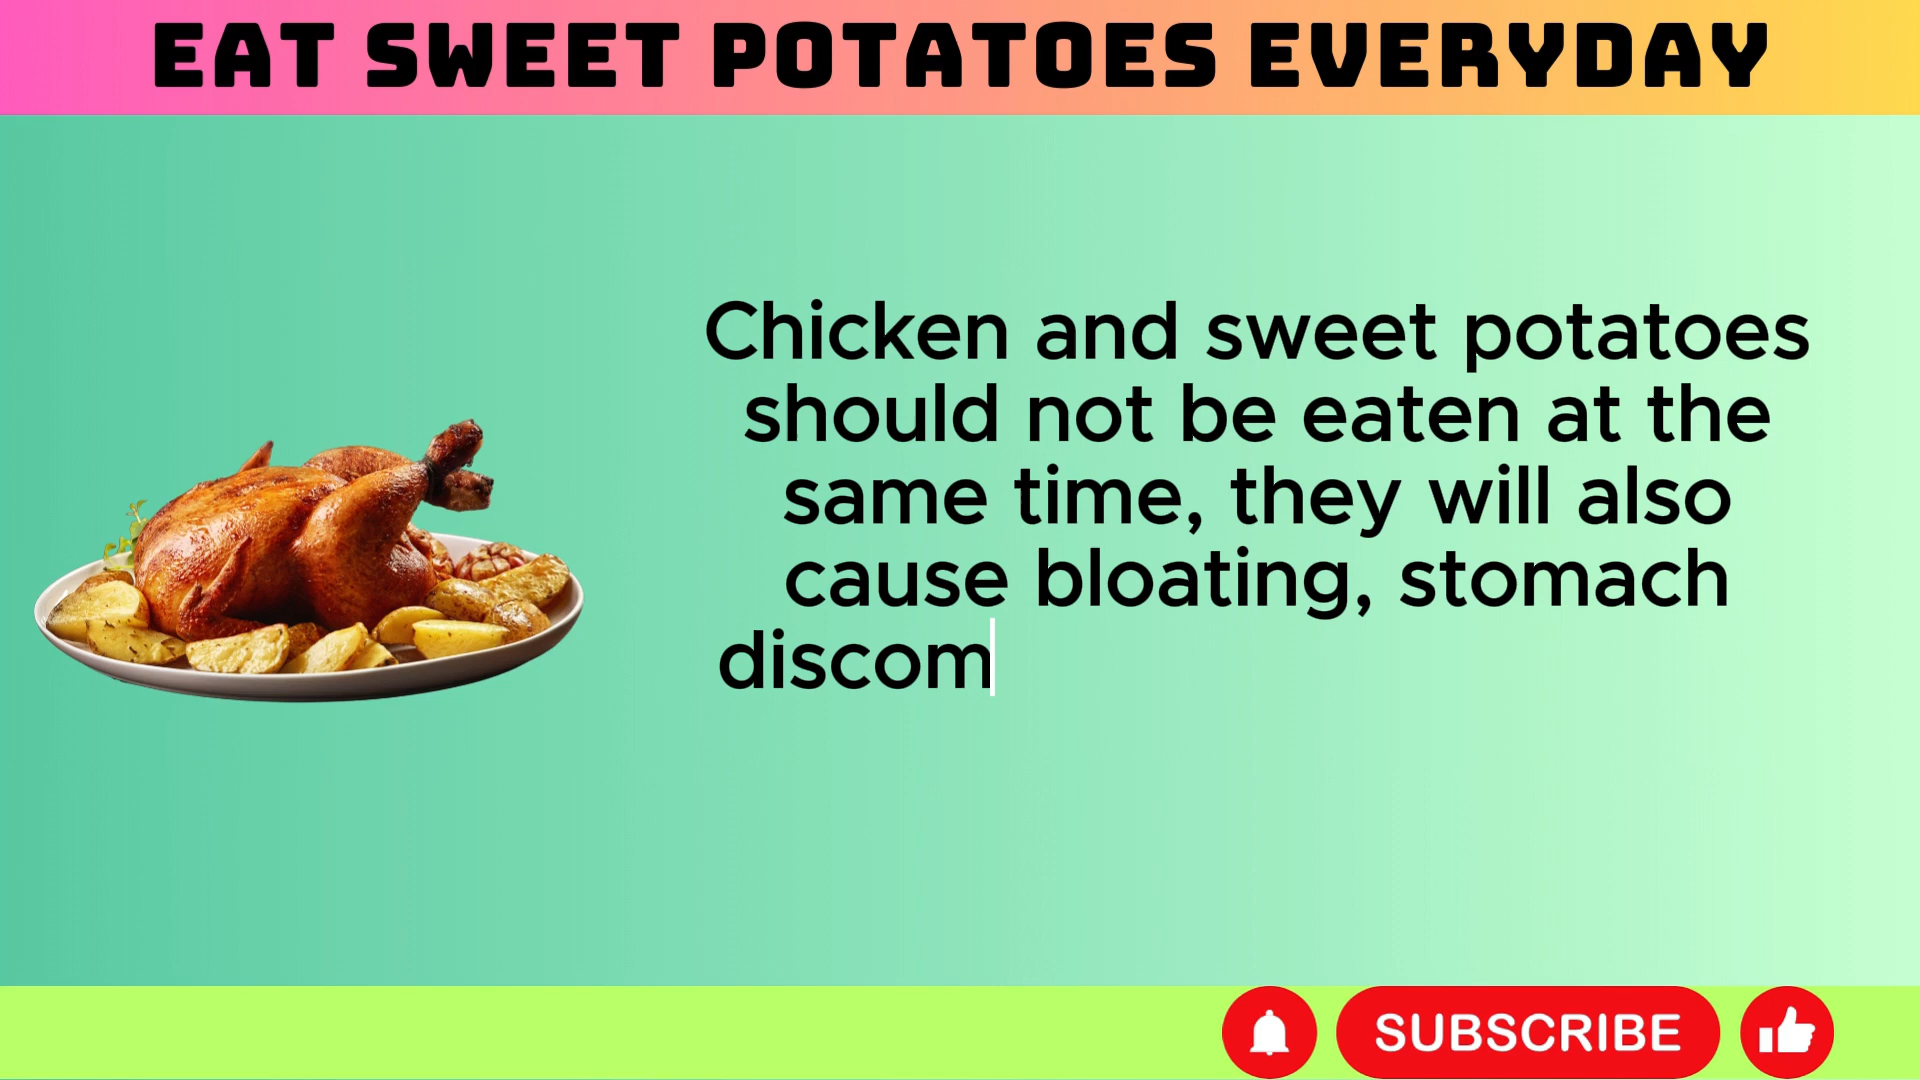 EAT SWEET POTATOES EVERYDAY
Chicken and sweet potatoes
should not be eaten at the
same time, they will also
cause bloating, stomach
discom
SUBSCRIBE